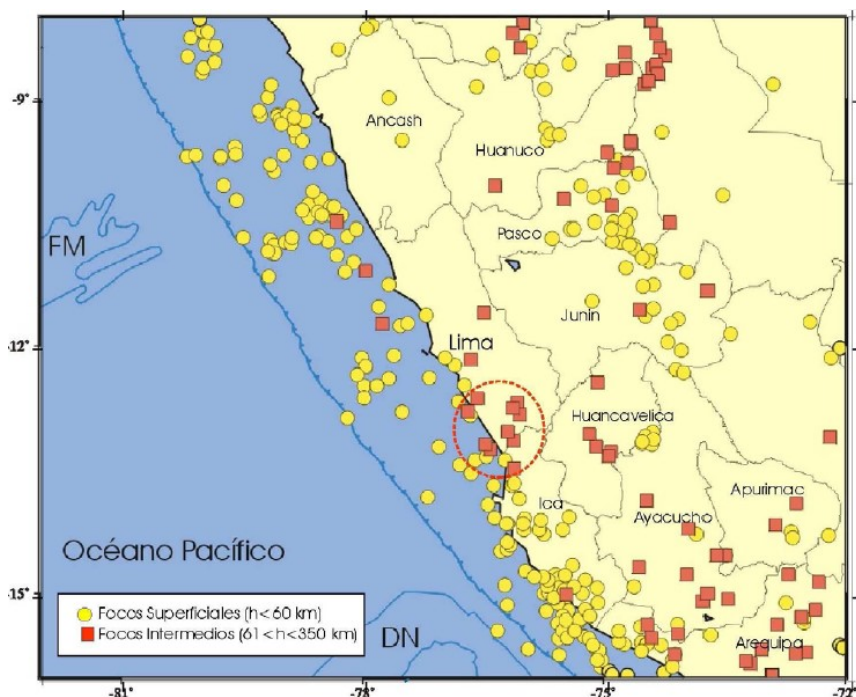 -9°
Ancash
Huanuco
FM
Pasco
Junín
Lima
-12°
Huancavelica
Ica
Ayacucho
Apurimac
Océano Pacífico
-15°
Focos Superficiales (h<60 km)
Focos Intermedios (61<h<350 km)
DN
Arequipa
-81°
-78°
-75°